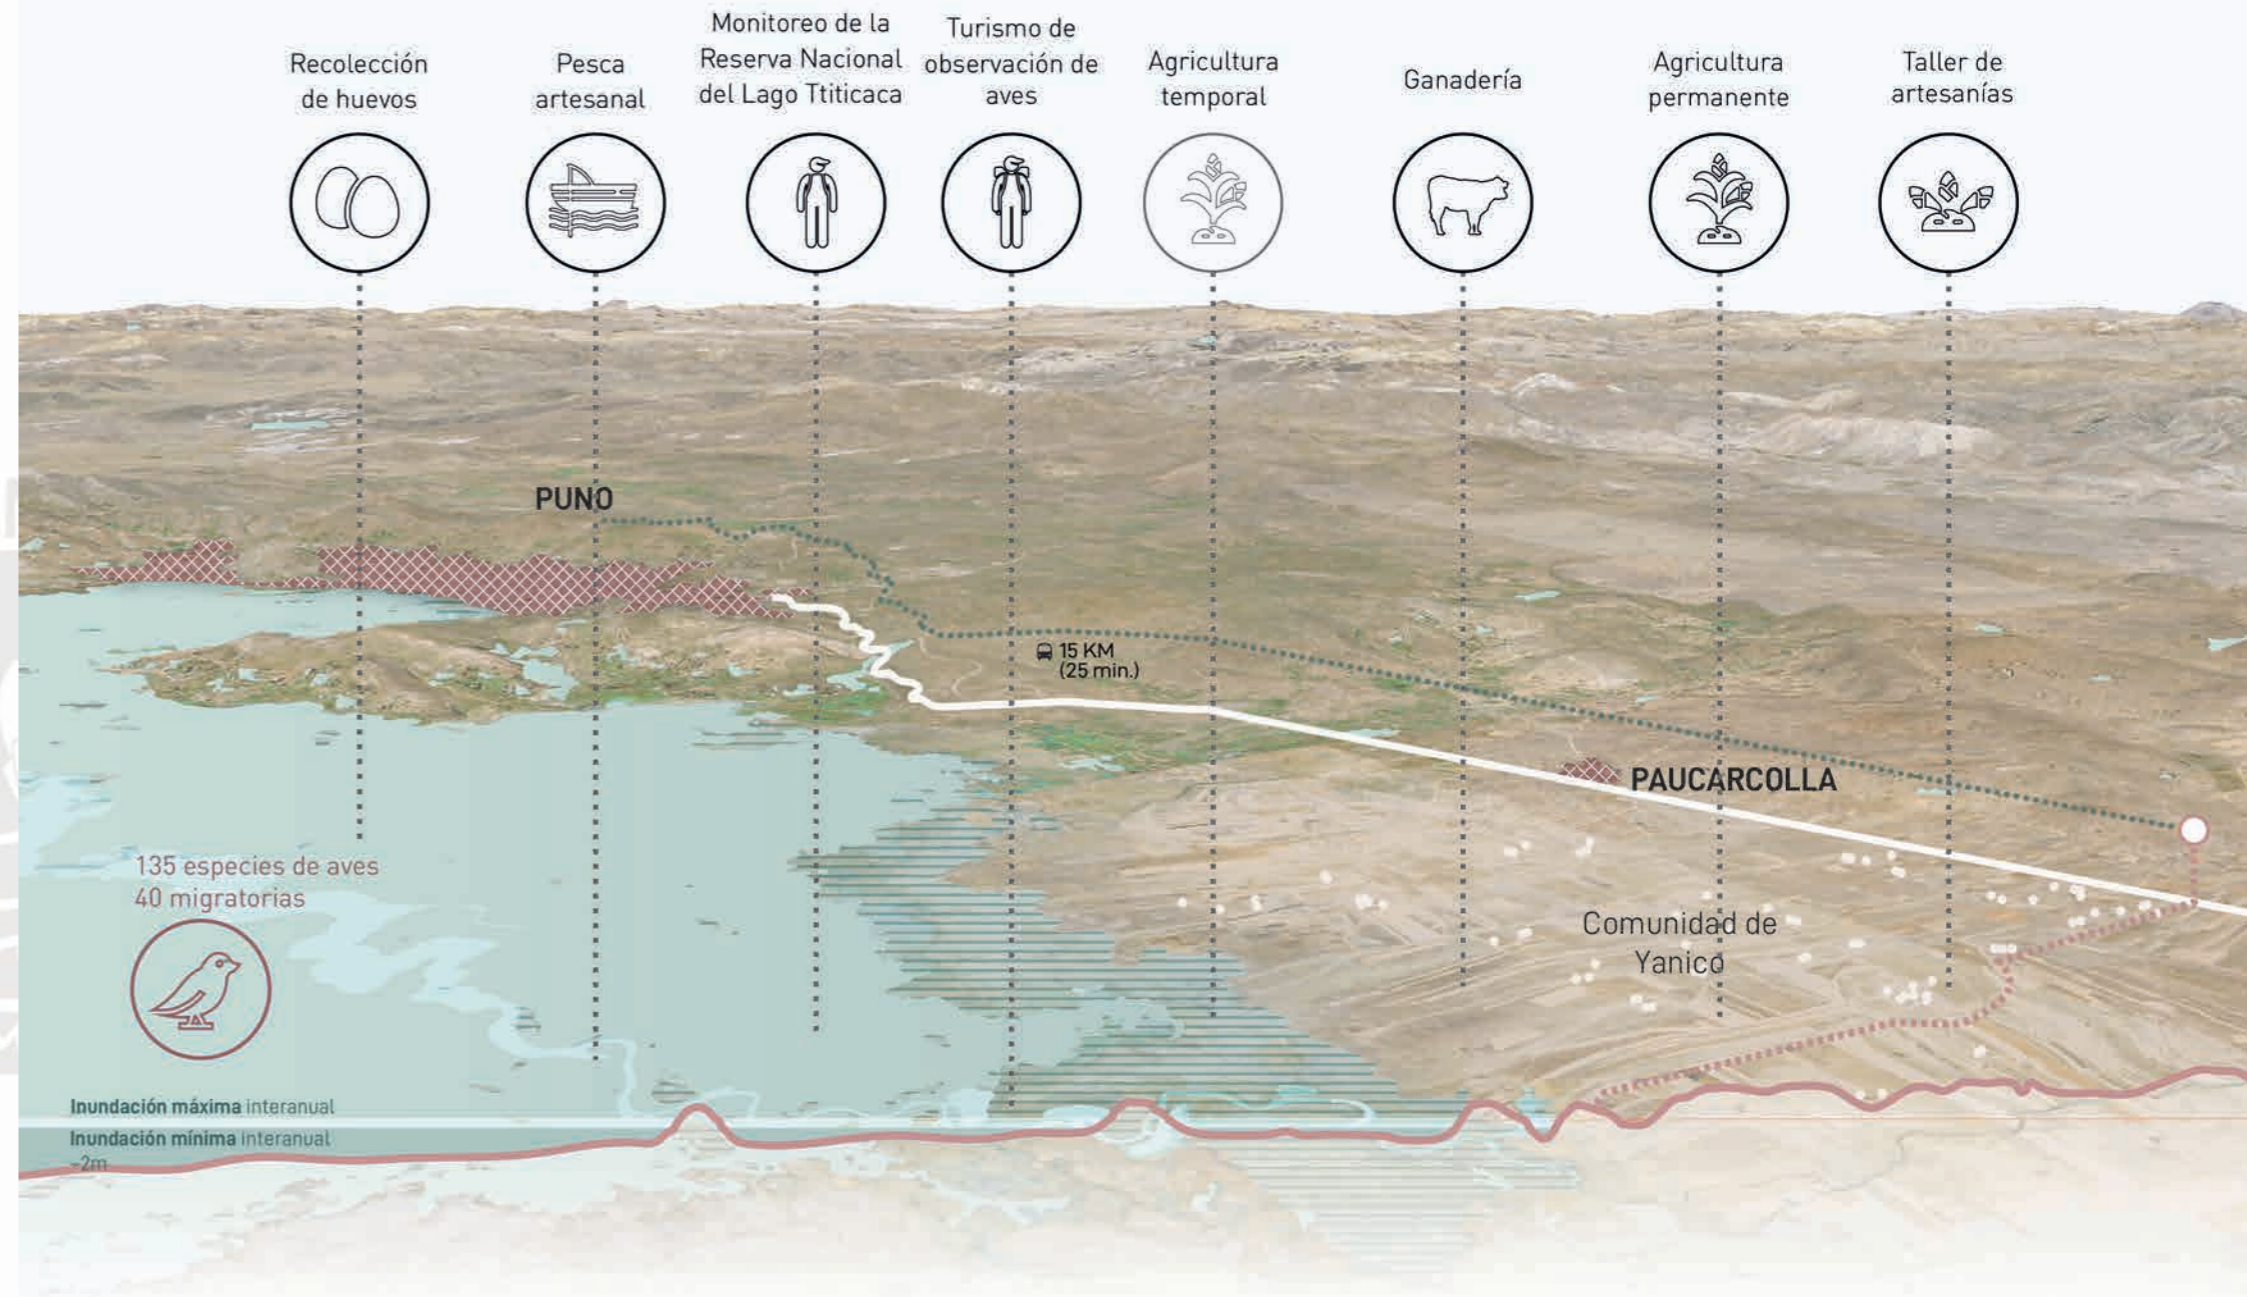 Recolección
de huevos
Pesca
artesanal
Monitoreo de la
Reserva Nacional
del Lago Ttiticaca
Turismo de
observación de
aves
Agricultura
temporal
Ganadería
Agricultura
permanente
Taller de
artesanías
PUNO
15 KM
(25 min.)
PAUCARCOLLA
135 especies de aves
40 migratorias
Comunidad de
Yanico
Inundación máxima interanual
Inundación mínima interanual
-2m